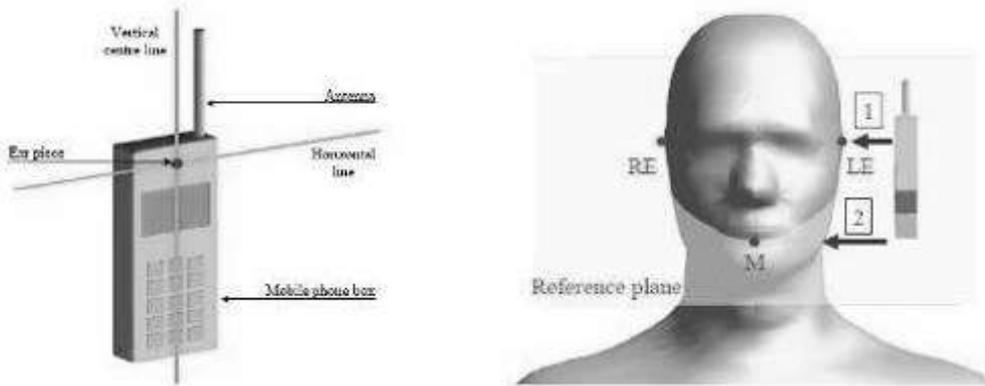 Vertical
centre line
Antenna
Ear piece
Horizontal
line
Mobile phone box
1
RE
LE
2
M
Reference plane